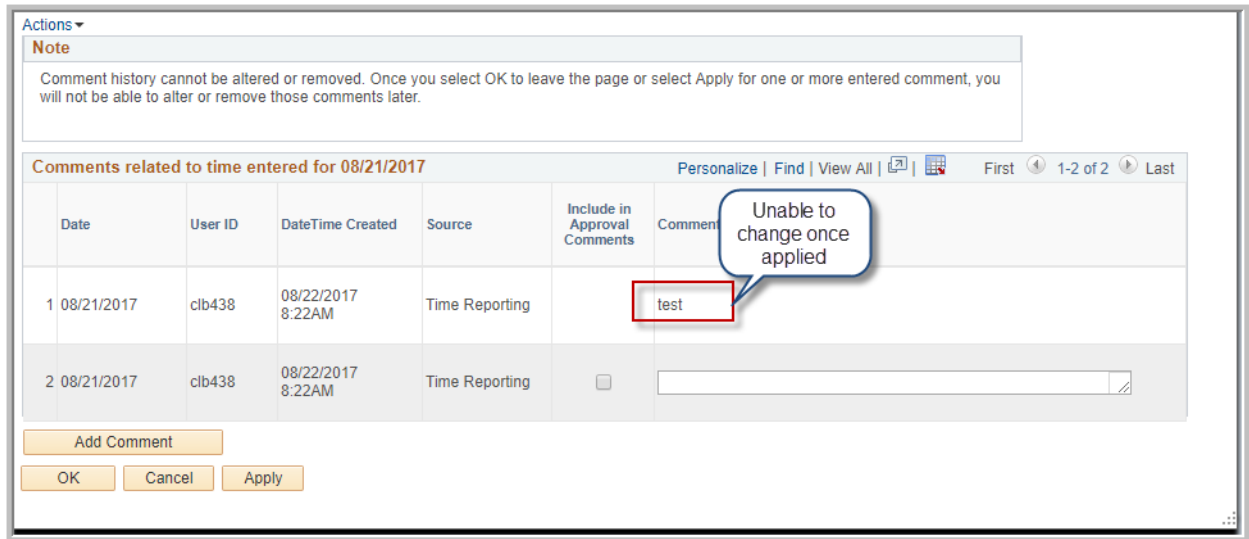 Actions
Note
Comment history cannot be altered or removed. Once you select OK to leave the page or select Apply for one or more entered comment, you
will not be able to alter or remove those comments later.
Comments related to time entered for 08/21/2017 Personalize | Find | View All | | First 1-2 of 2 Last
Date User ID DateTime Created Source Include in Approval Comments Comment
Unable to
change once
applied
1 08/21/2017 clb438 08/22/2017 8:22AM Time Reporting test
2 08/21/2017 clb438 08/22/2017 8:22AM Time Reporting
Add Comment
OK Cancel Apply